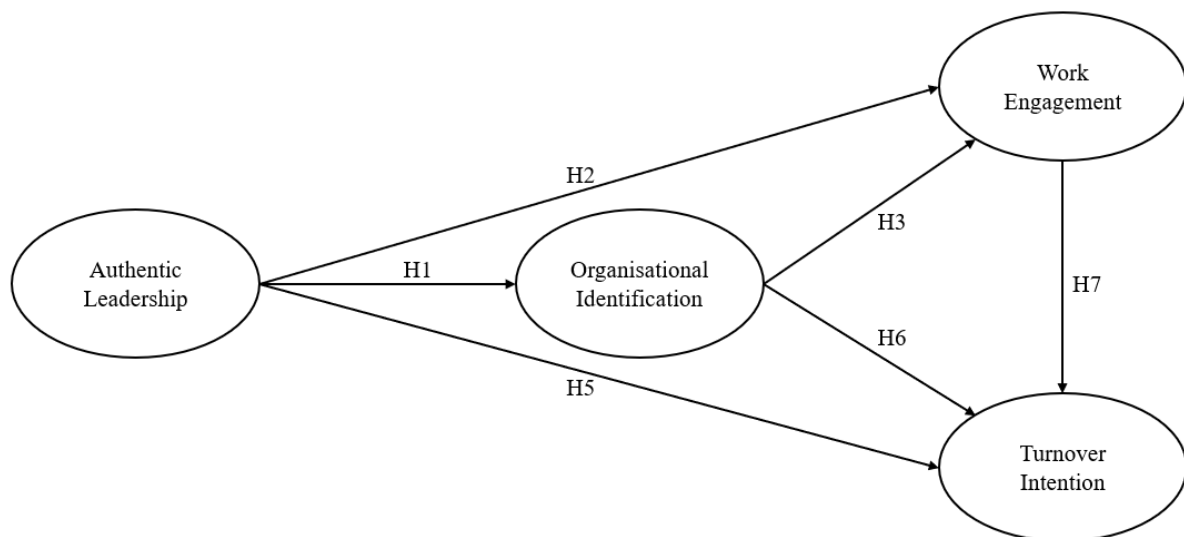 Work
Engagement
H2
H3
Authentic
Leadership
H1
Organisational
Identification
H7
H6
H5
Turnover
Intention